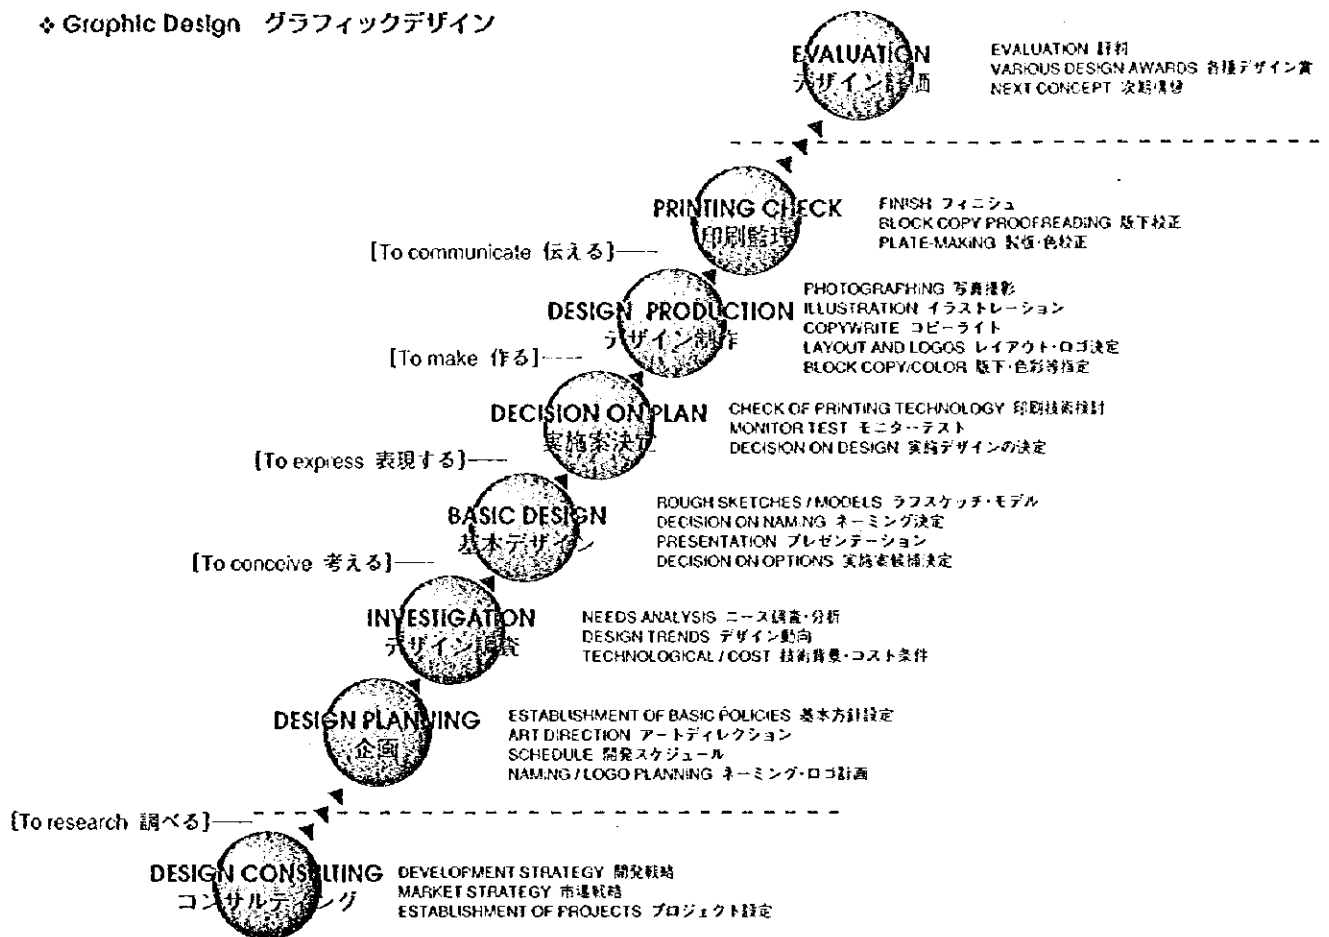 ❖ Graphic Design グラフィックデザイン
EVALUATION
デザイン評価
EVALUATION 評価
VARIOUS DESIGN AWARDS 各種デザイン賞
NEXT CONCEPT 次期構想
PRINTING CHECK
印刷監理
FINISH フィニシュ
BLOCK COPY PROOFREADING 版下校正
PLATE-MAKING 製版・色校正
[To communicate 伝える]
DESIGN PRODUCTION
デザイン制作
PHOTOGRAPHING 写真撮影
ILLUSTRATION イラストレーション
COPYWRITE コピーライト
LAYOUT AND LOGOS レイアウト・ロゴ決定
BLOCK COPY/COLOR 版下・色彩等指定
[To make 作る]
DECISION ON PLAN
実施案決定
CHECK OF PRINTING TECHNOLOGY 印刷技術検討
MONITOR TEST モニターテスト
DECISION ON DESIGN 実施デザインの決定
[To express 表現する]
BASIC DESIGN
基本デザイン
ROUGH SKETCHES / MODELS ラフスケッチ・モデル
DECISION ON NAMING ネーミング決定
PRESENTATION プレゼンテーション
DECISION ON OPTIONS 実施案候補決定
[To conceive 考える]
INVESTIGATION
デザイン調査
NEEDS ANALYSIS ニーズ調査・分析
DESIGN TRENDS デザイン動向
TECHNOLOGICAL / COST 技術背景・コスト条件
DESIGN PLANNING
企画
ESTABLISHMENT OF BASIC POLICIES 基本方針設定
ART DIRECTION アートディレクション
SCHEDULE 開発スケジュール
NAMING / LOGO PLANNING ネーミング・ロゴ計画
[To research 調べる]
DESIGN CONSULTING
コンサルティング
DEVELOPMENT STRATEGY 開発戦略
MARKET STRATEGY 市場戦略
ESTABLISHMENT OF PROJECTS プロジェクト設定